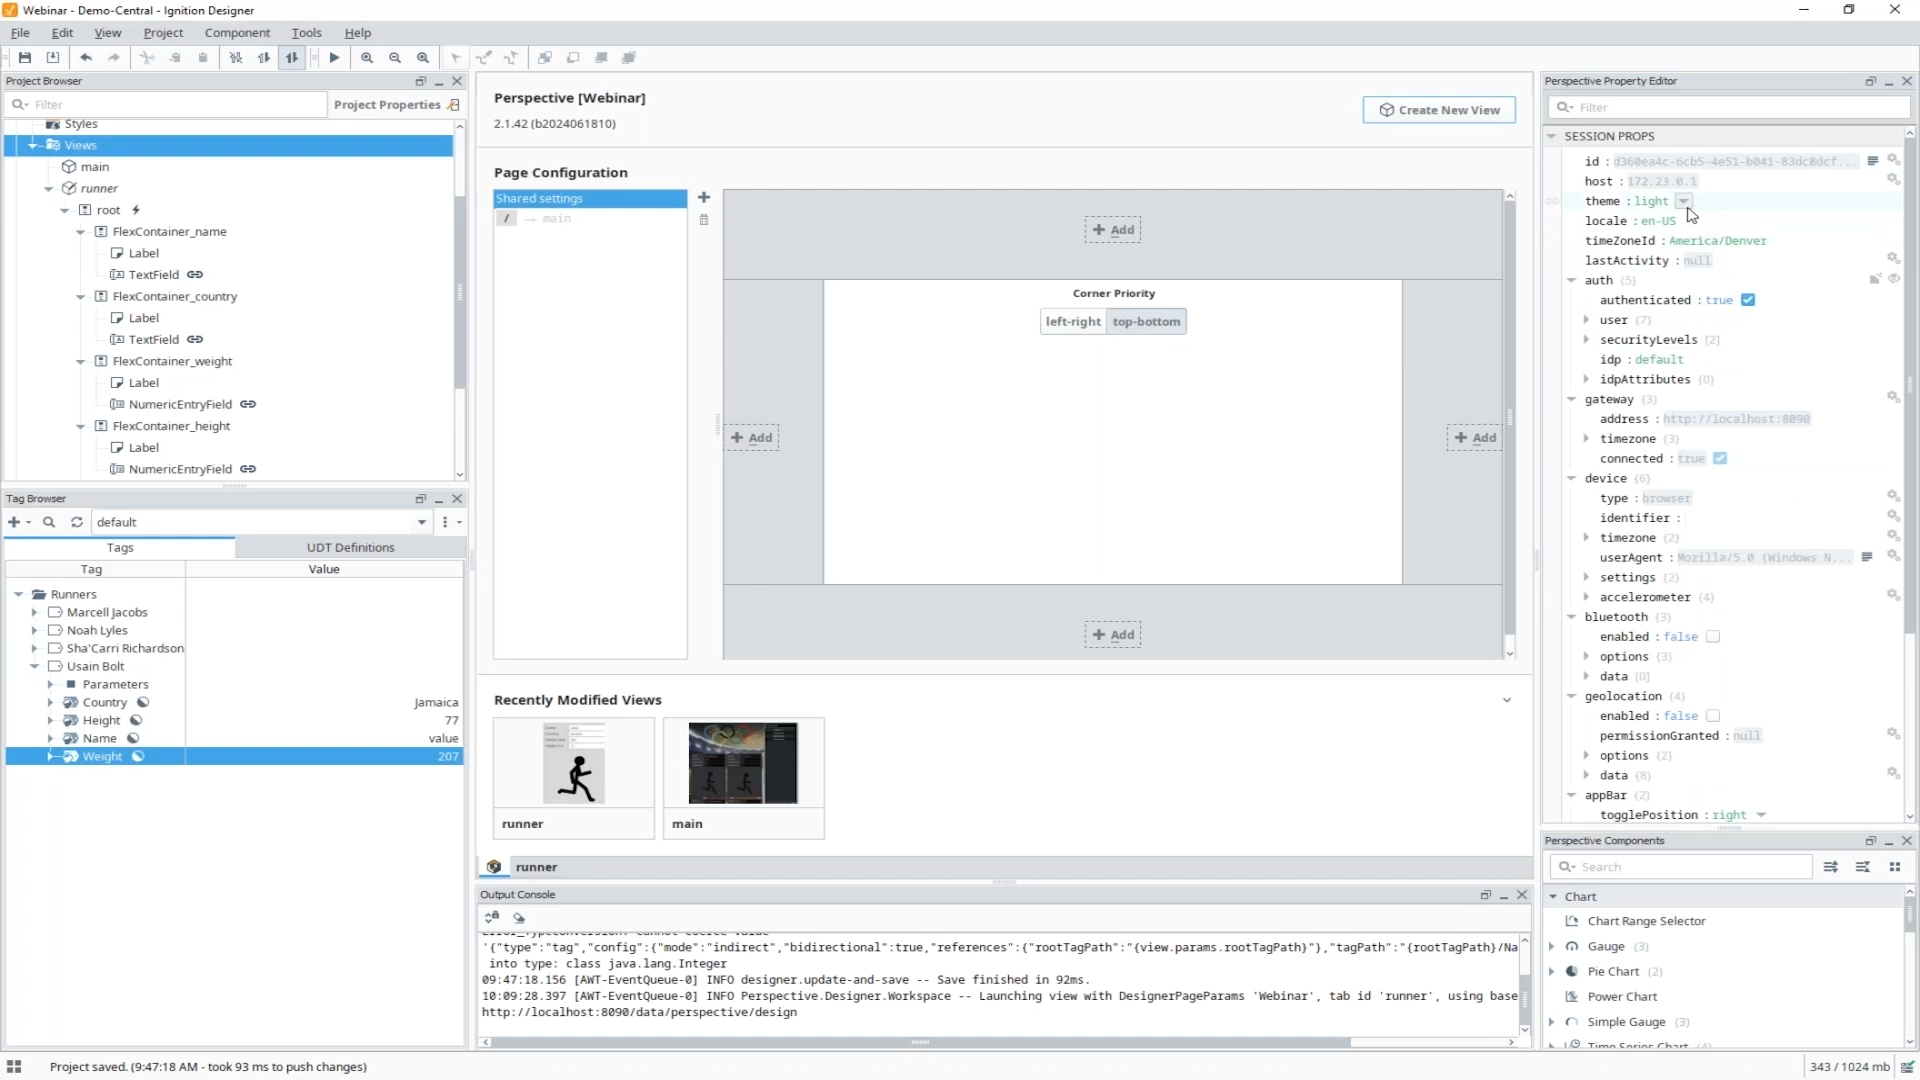 Webinar - Demo-Central - Ignition Designer
File Edit View Project Component Tools Help
Project Browser
Filter
Project Properties
Styles
Views
main
runner
root
FlexContainer_name
Label
TextField
FlexContainer_country
Label
TextField
FlexContainer_weight
Label
NumericEntryField
FlexContainer_height
Label
NumericEntryField
Tag Browser
default
Tags UDT Definitions
Tag Value
Runners
Marcell Jacobs
Noah Lyles
Sha'Carri Richardson
Usain Bolt
Parameters
Country Jamaica
Height 77
Name value
Weight 207
Perspective [Webinar]
2.1.42 (b2024061810)
Create New View
Page Configuration
Shared settings
/ → main
Add
Corner Priority
left-right top-bottom
Add
Add
Add
Recently Modified Views
runner
main
runner
Output Console
'{"type":"tag","config":{"mode":"indirect","bidirectional":true,"references":{"rootTagPath":"{view.params.rootTagPath}"},"tagPath":"{rootTagPath}/Na
into type: class java.lang.Integer
09:47:18.156 [AWT-EventQueue-0] INFO designer.update-and-save -- Save finished in 92ms.
10:09:28.397 [AWT-EventQueue-0] INFO Perspective.Designer.Workspace -- Launching view with DesignerPageParams 'Webinar', tab id 'runner', using base
http://localhost:8090/data/perspective/design
Perspective Property Editor
Filter
SESSION PROPS
id : d360ea4c-6cb5-4e51-b041-83dc8dcf...
host : 172.23.0.1
theme : light
locale : en-US
timeZoneId : America/Denver
lastActivity : null
auth {5}
authenticated : true
user {7}
securityLevels [2]
idp : default
idpAttributes {0}
gateway {3}
address : http://localhost:8090
timezone {3}
connected : true
device {6}
type : browser
identifier :
timezone {2}
userAgent : Mozilla/5.0 (Windows N...
settings {2}
accelerometer {4}
bluetooth {3}
enabled : false
options {3}
data [0]
geolocation {4}
enabled : false
permissionGranted : null
options {2}
data {8}
appBar {2}
togglePosition : right
Perspective Components
Search
Chart
Chart Range Selector
Gauge (3)
Pie Chart (2)
Power Chart
Simple Gauge (3)
Time Series Chart (4)
Project saved. (9:47:18 AM - took 93 ms to push changes)
343 / 1024 mb